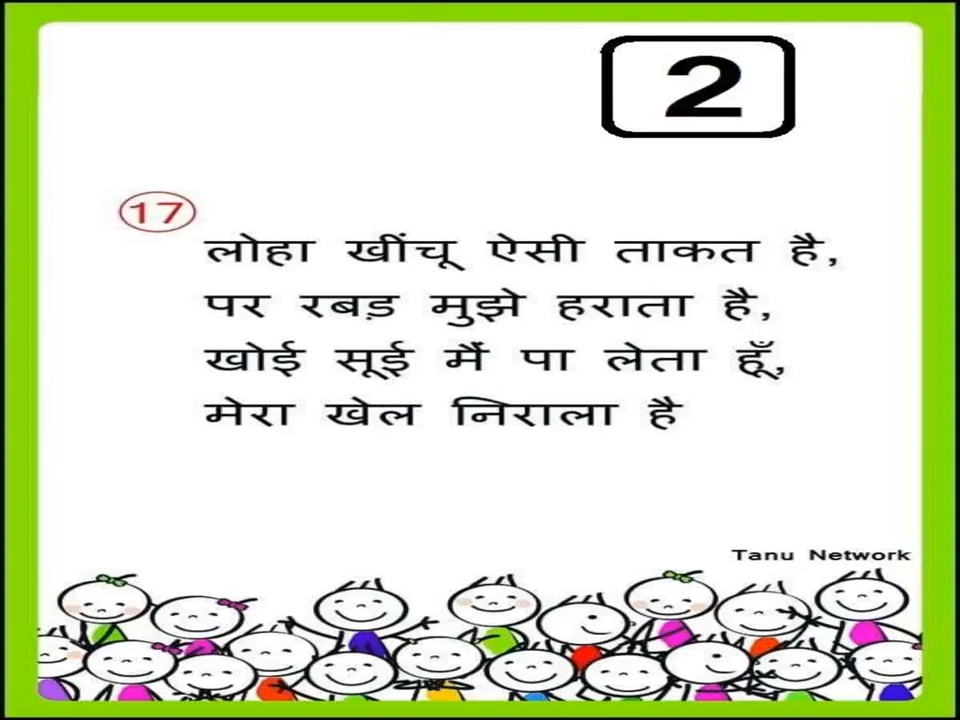 2
17
लोहा खींचू ऐसी ताकत है,
पर रबड़ मुझे हराता है,
खोई सूई मैं पा लेता हूँ,
मेरा खेल निराला है
Tanu Network